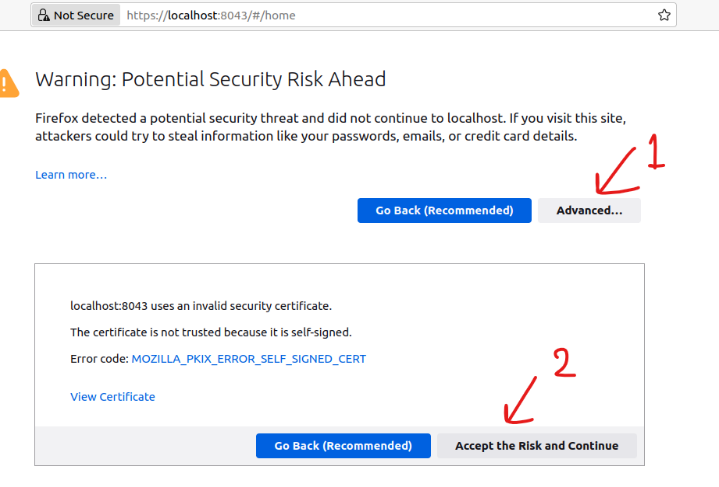 Not Secure https://localhost:8043/#/home
Warning: Potential Security Risk Ahead
Firefox detected a potential security threat and did not continue to localhost. If you visit this site,
attackers could try to steal information like your passwords, emails, or credit card details.
1
Learn more…
Go Back (Recommended) Advanced…
localhost:8043 uses an invalid security certificate.
The certificate is not trusted because it is self-signed.
Error code: MOZILLA_PKIX_ERROR_SELF_SIGNED_CERT
2
View Certificate
Go Back (Recommended) Accept the Risk and Continue